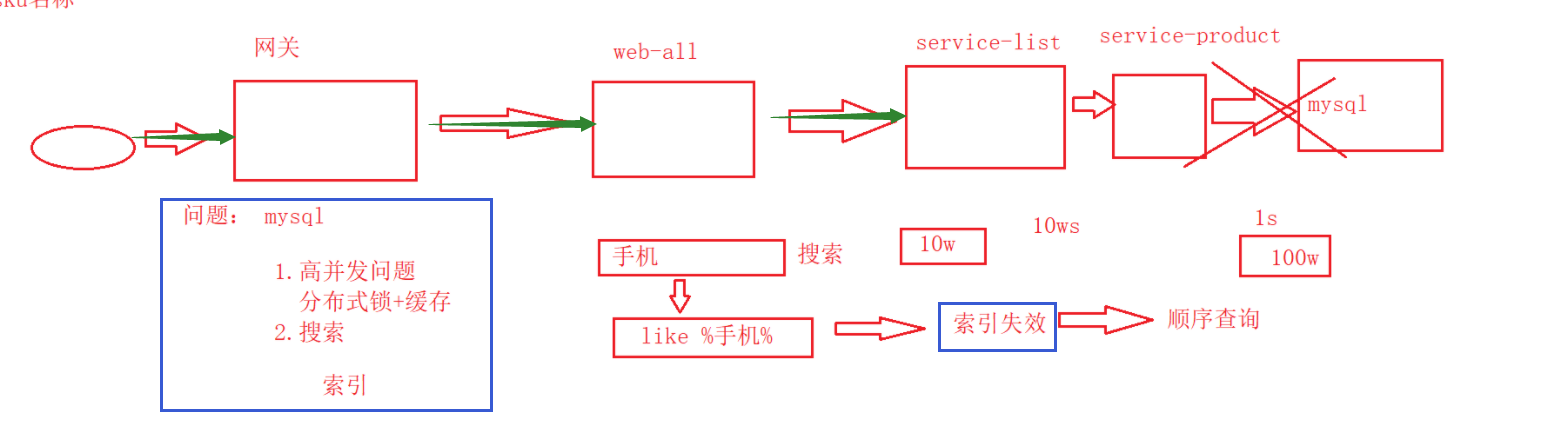 sku名称
网关
web-all
service-list
service-product
mysql
问题： mysql
1.高并发问题
分布式锁+缓存
2.搜索
索引
手机
搜索
10w
10ws
1s
100w
like %手机%
索引失效
顺序查询